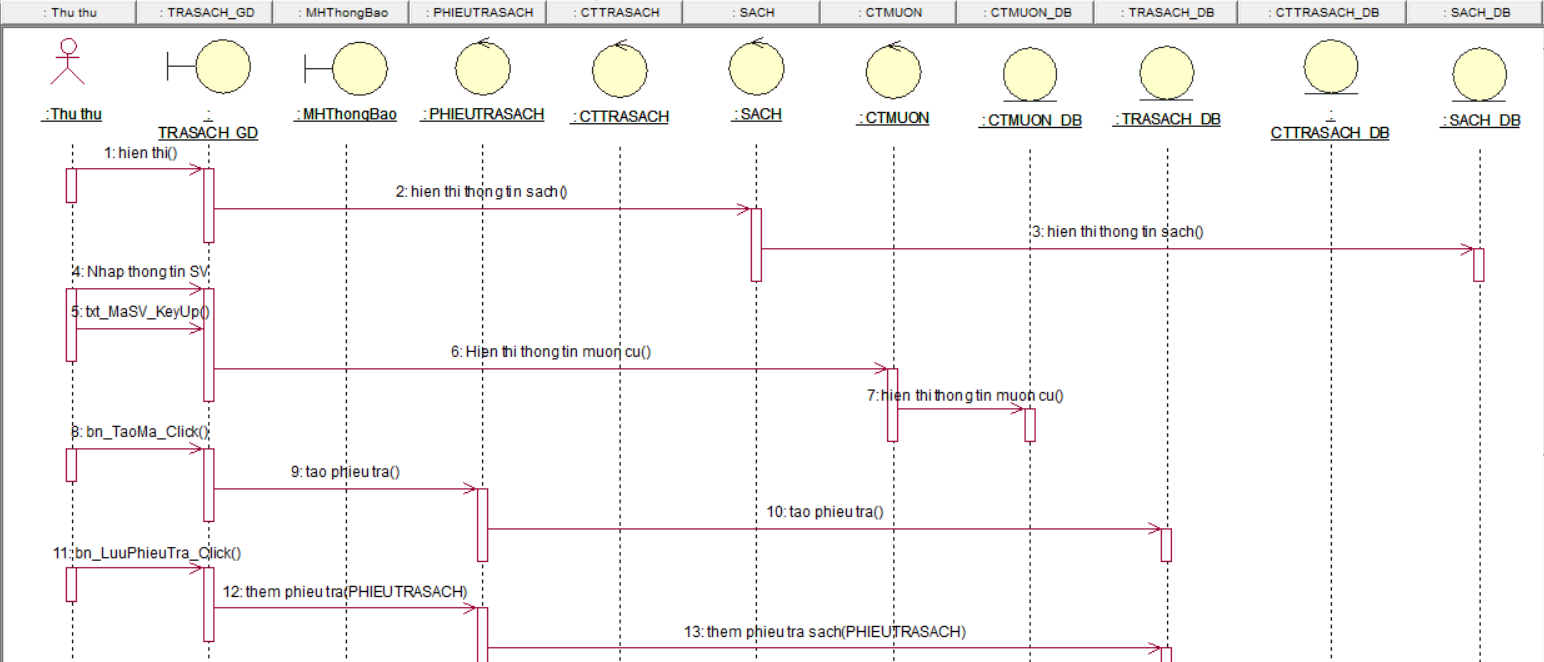 : Thu thu
: TRASACH_GD
: MHThongBao
: PHIEUTRASACH
: CTTRASACH
: SACH
: CTMUON
: CTMUON_DB
: TRASACH_DB
: CTTRASACH_DB
: SACH_DB
: Thu thu
:
TRASACH_GD
: MHThongBao
: PHIEUTRASACH
: CTTRASACH
: SACH
: CTMUON
: CTMUON_DB
: TRASACH_DB
:
CTTRASACH_DB
: SACH_DB
1: hien thi()
2: hien thi thong tin sach()
3: hien thi thong tin sach()
4: Nhap thong tin SV
5: txt_MaSV_KeyUp()
6: Hien thi thong tin muon cu()
7: hien thi thong tin muon cu()
8: bn_TaoMa_Click()
9: tao phieu tra()
10: tao phieu tra()
11: bn_LuuPhieuTra_Click()
12: them phieu tra(PHIEUTRASACH)
13: them phieu tra sach(PHIEUTRASACH)